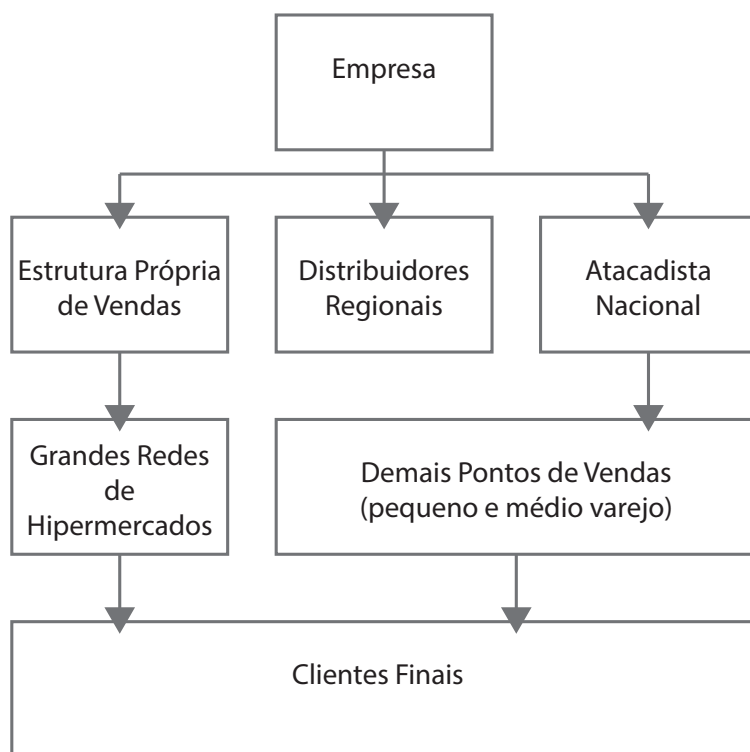 Empresa
Estrutura Própria
de Vendas
Distribuidores
Regionais
Atacadista
Nacional
Grandes Redes
de
Hipermercados
Demais Pontos de Vendas
(pequeno e médio varejo)
Clientes Finais